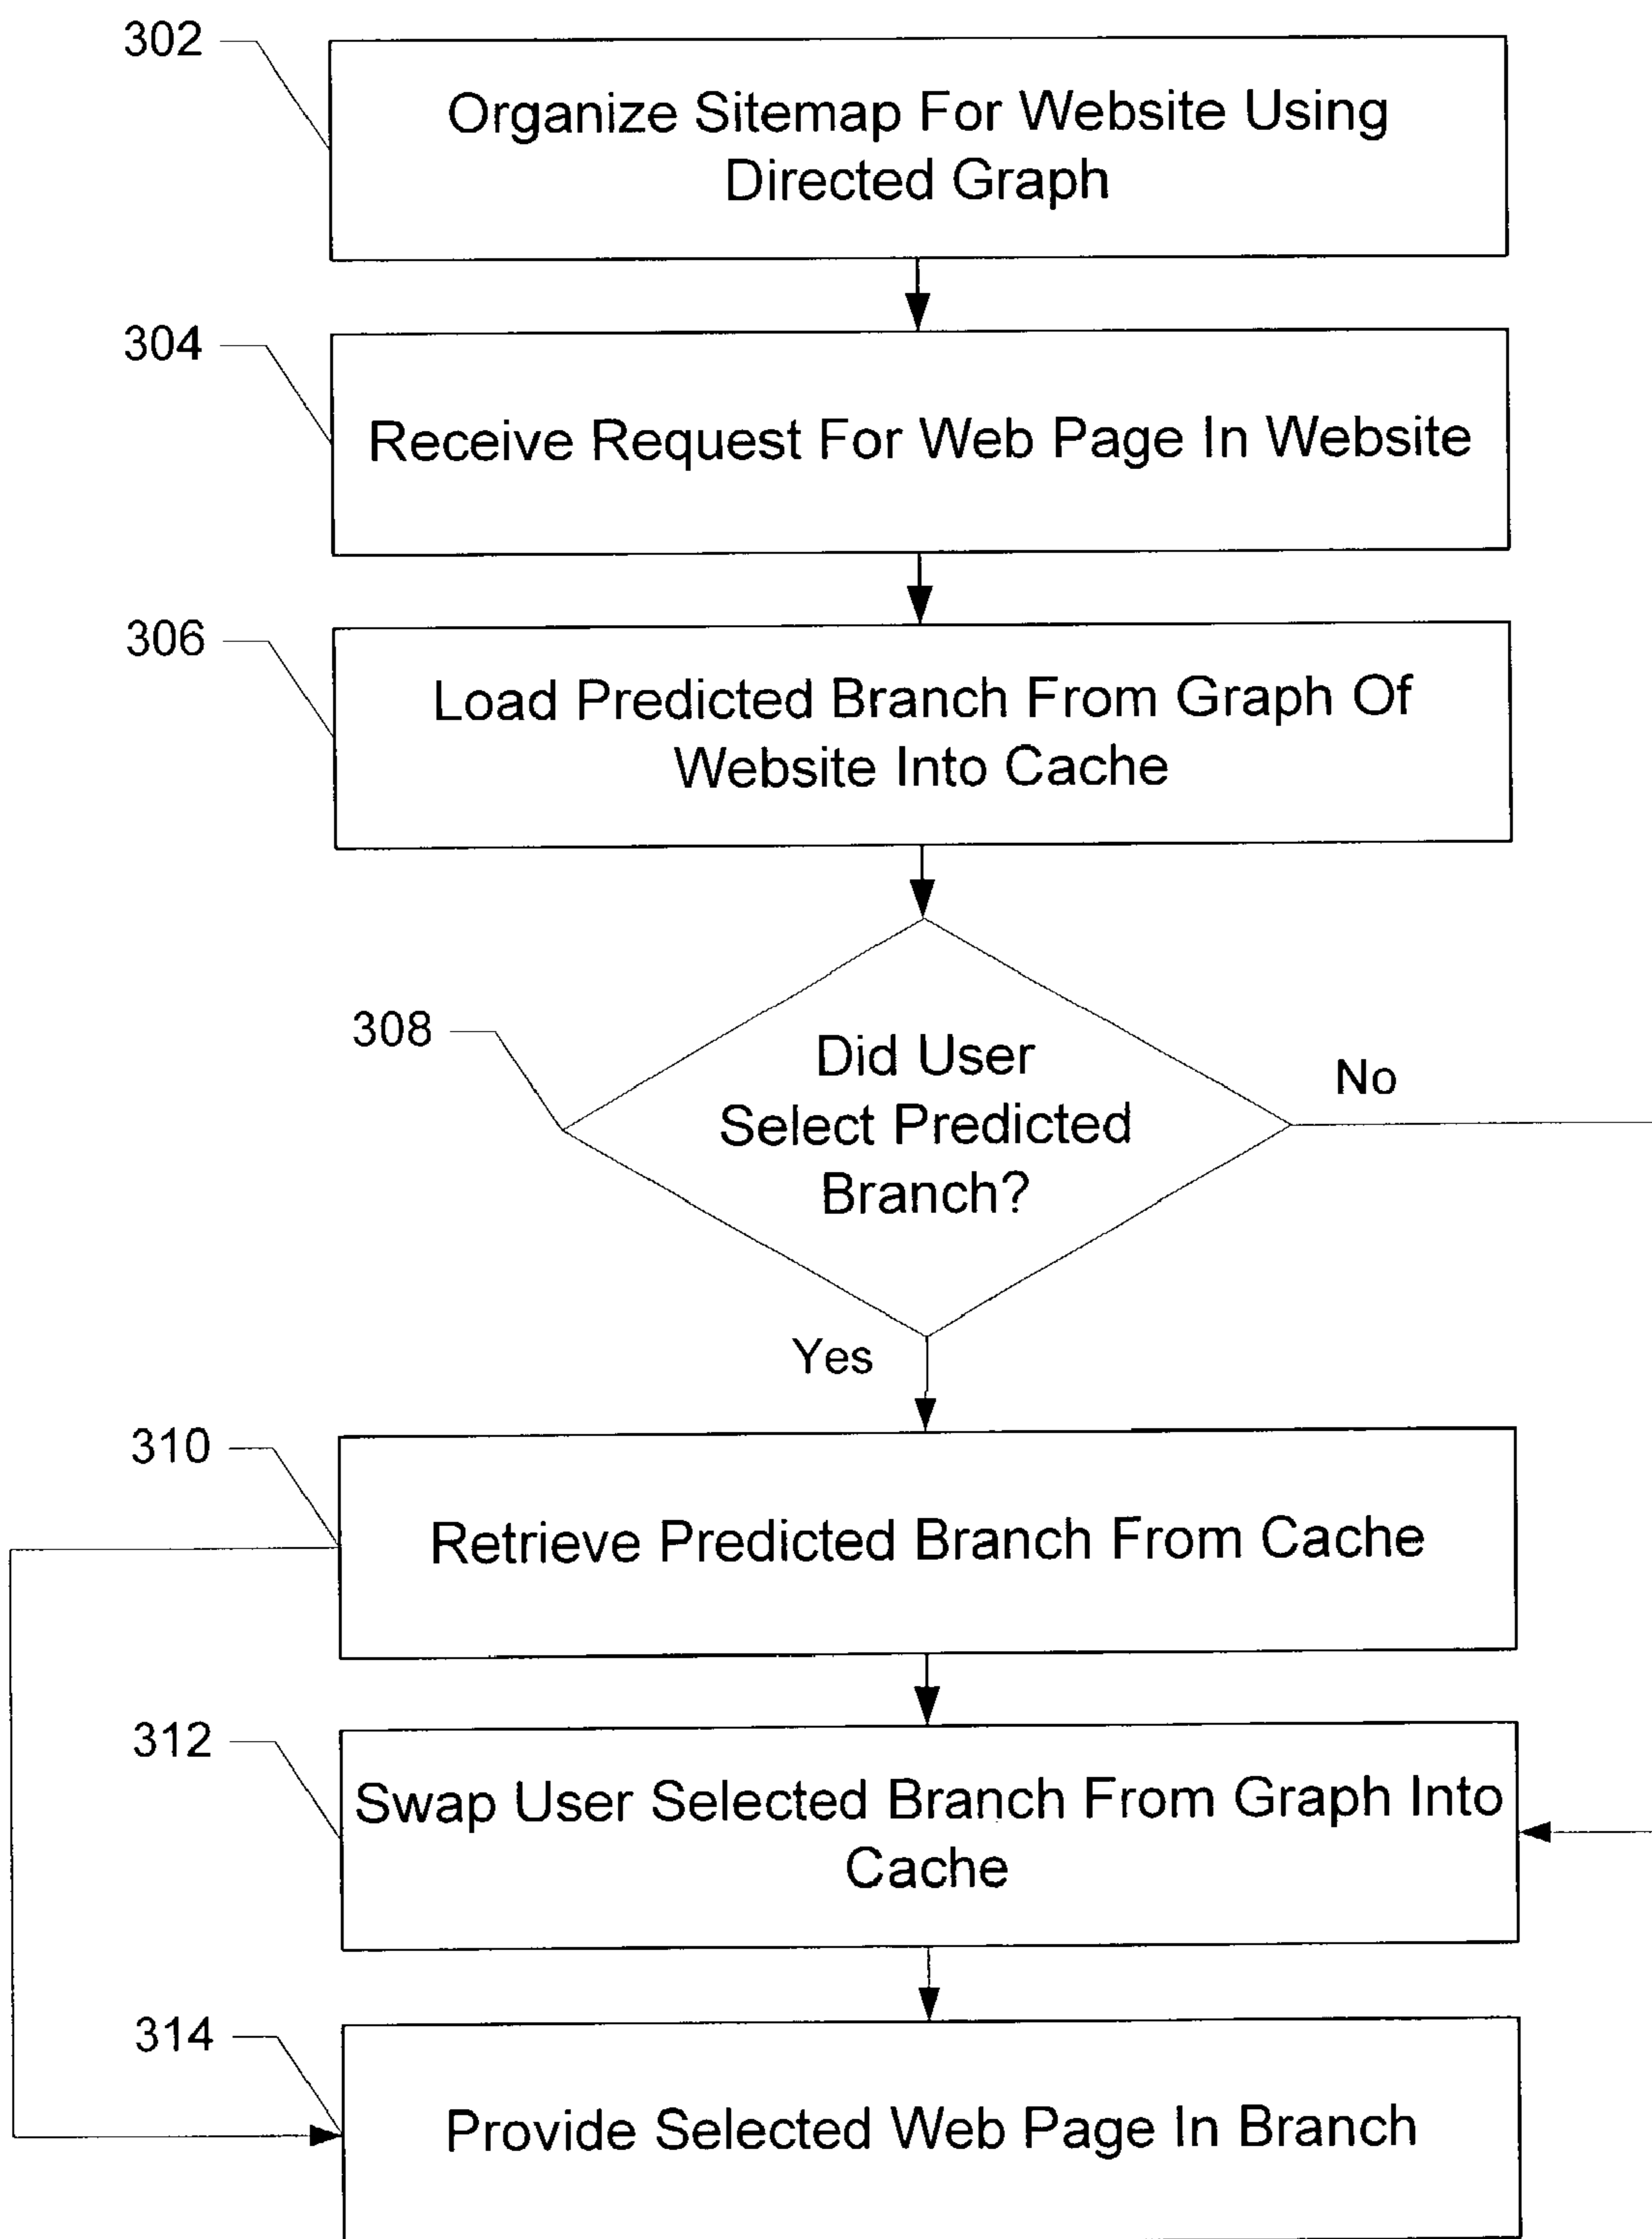 302
Organize Sitemap For Website Using
Directed Graph
304
Receive Request For Web Page In Website
306
Load Predicted Branch From Graph Of
Website Into Cache
308
Did User
Select Predicted
Branch?
No
Yes
310
Retrieve Predicted Branch From Cache
312
Swap User Selected Branch From Graph Into
Cache
314
Provide Selected Web Page In Branch